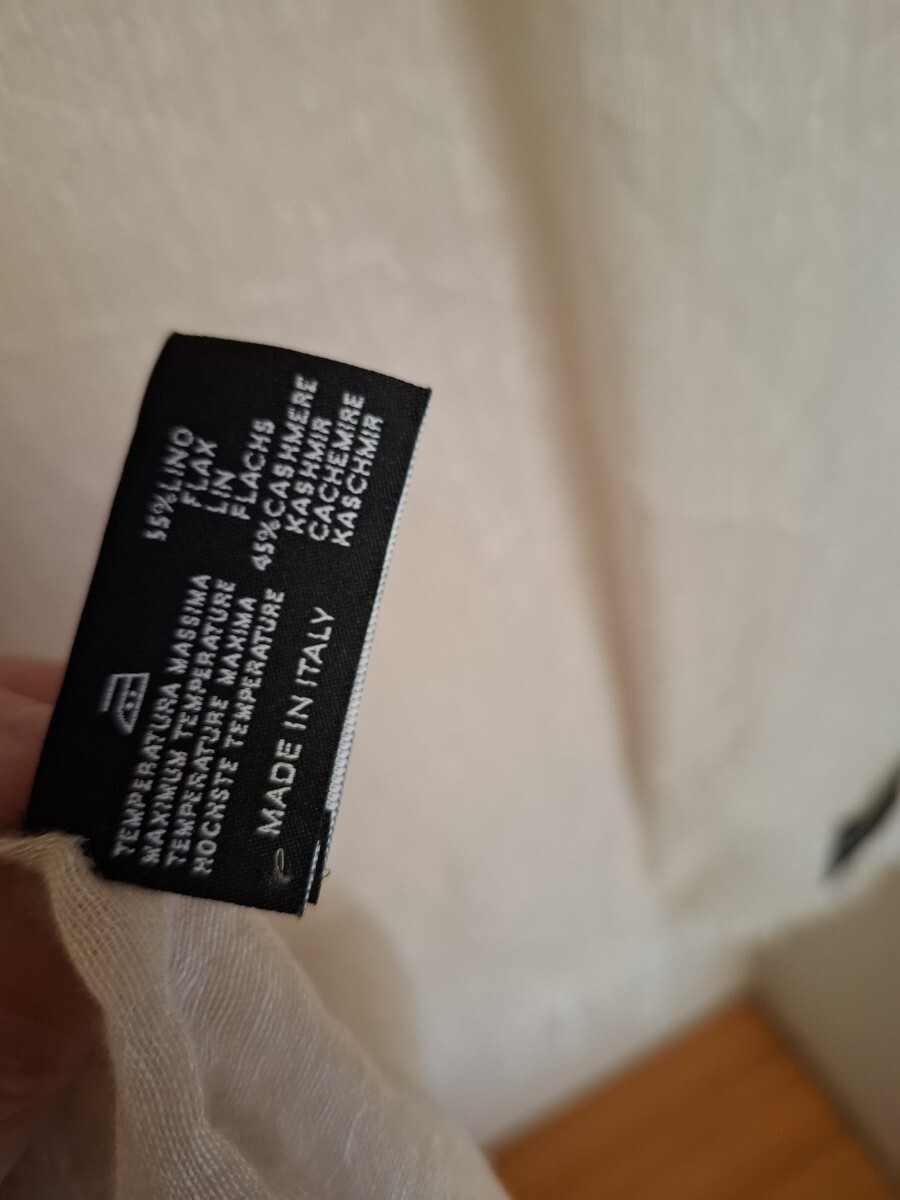 55%LINO
FLAX
LIN
FLACHS
45%CASHMERE
KASHMIR
CACHEMIRE
KASCHMIR
TEMPERATURA MASSIMA
MAXIMUM TEMPERATURE
TEMPERATURE MAXIMA
HOCHSTE TEMPERATURE
MADE IN ITALY